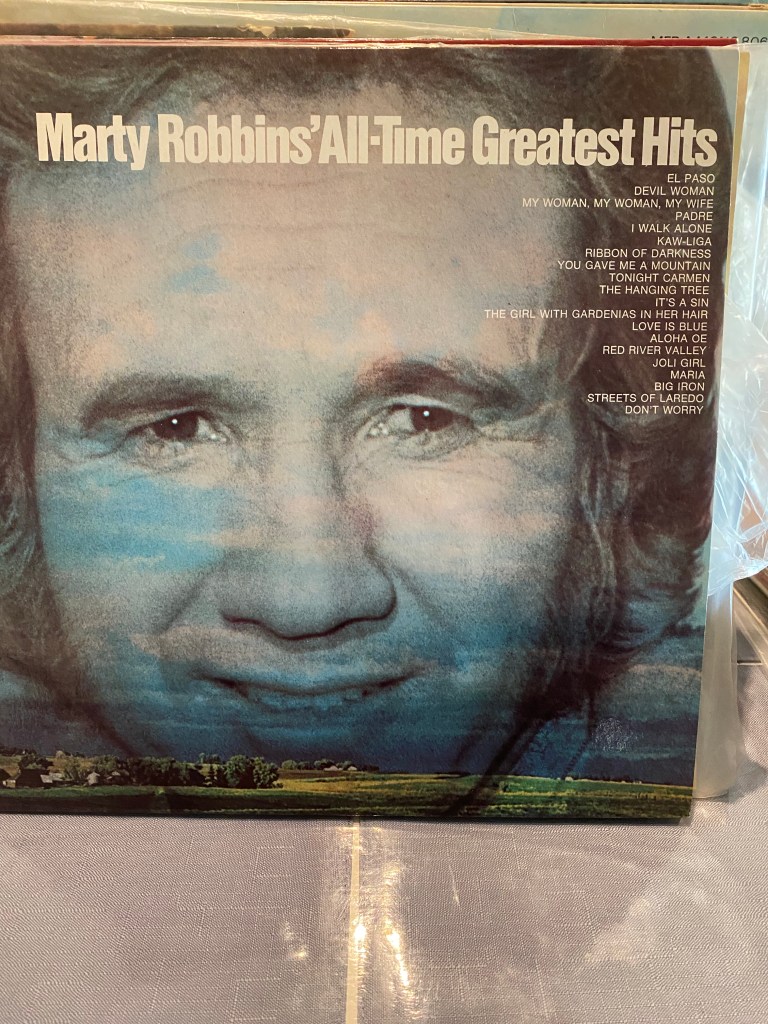 Marty Robbins' All-Time Greatest Hits
EL PASO
DEVIL WOMAN
MY WOMAN, MY WOMAN, MY WIFE
PADRE
I WALK ALONE
KAW-LIGA
RIBBON OF DARKNESS
YOU GAVE ME A MOUNTAIN
TONIGHT CARMEN
THE HANGING TREE
IT'S A SIN
THE GIRL WITH GARDENIAS IN HER HAIR
LOVE IS BLUE
ALOHA OE
RED RIVER VALLEY
JOLI GIRL
MARIA
BIG IRON
STREETS OF LAREDO
DON'T WORRY